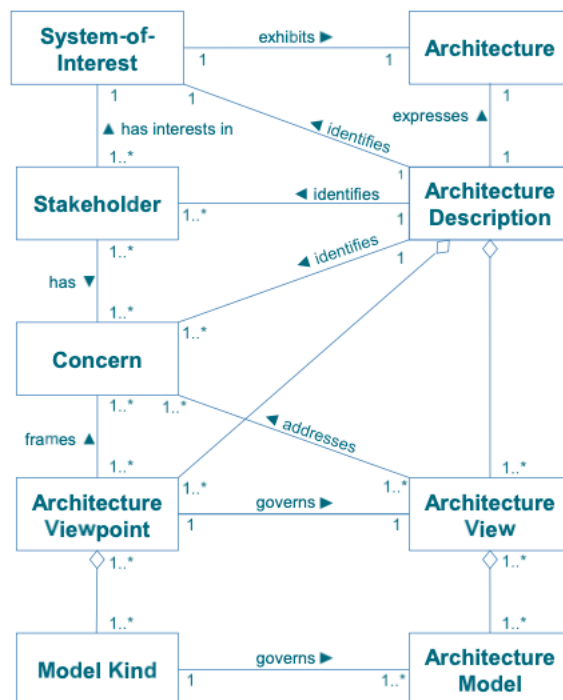 System-of-
Interest
exhibits ►
1
1
Architecture
1
1
1
▲ has interests in
◄ identifies
expresses ▲
1..*
1
1
Stakeholder
1..*
◄ identifies
1
Architecture
Description
1..*
has ▼
◄ identifies
1
1..*
1..*
Concern
1..*
1..*
◄ addresses
frames ▲
1..*
1..*
1..*
1..*
Architecture
Viewpoint
governs ►
1
1
Architecture
View
1..*
1..*
1..*
1..*
Model Kind
governs ►
1
1..*
Architecture
Model